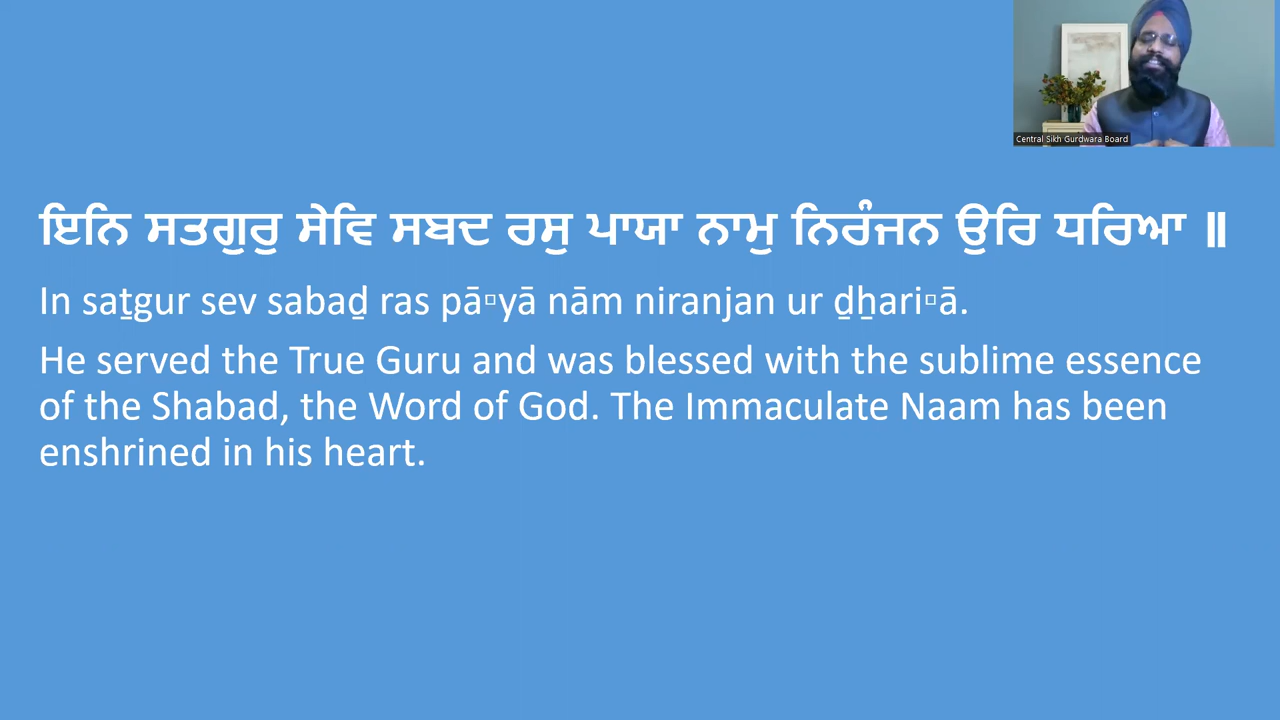 Central Sikh Gurdwara Board
ਇਨਿ ਸਤਗੁਰੁ ਸੇਵਿ ਸਬਦ ਰਸੁ ਪਾਯਾ ਨਾਮੁ ਨਿਰੰਜਨ ਉਰਿ ਧਰਿਆ ॥
In saṯgur sev sabaḏ ras pā▫yā nām niranjan ur ḏẖari▫ā.
He served the True Guru and was blessed with the sublime essence
of the Shabad, the Word of God. The Immaculate Naam has been
enshrined in his heart.